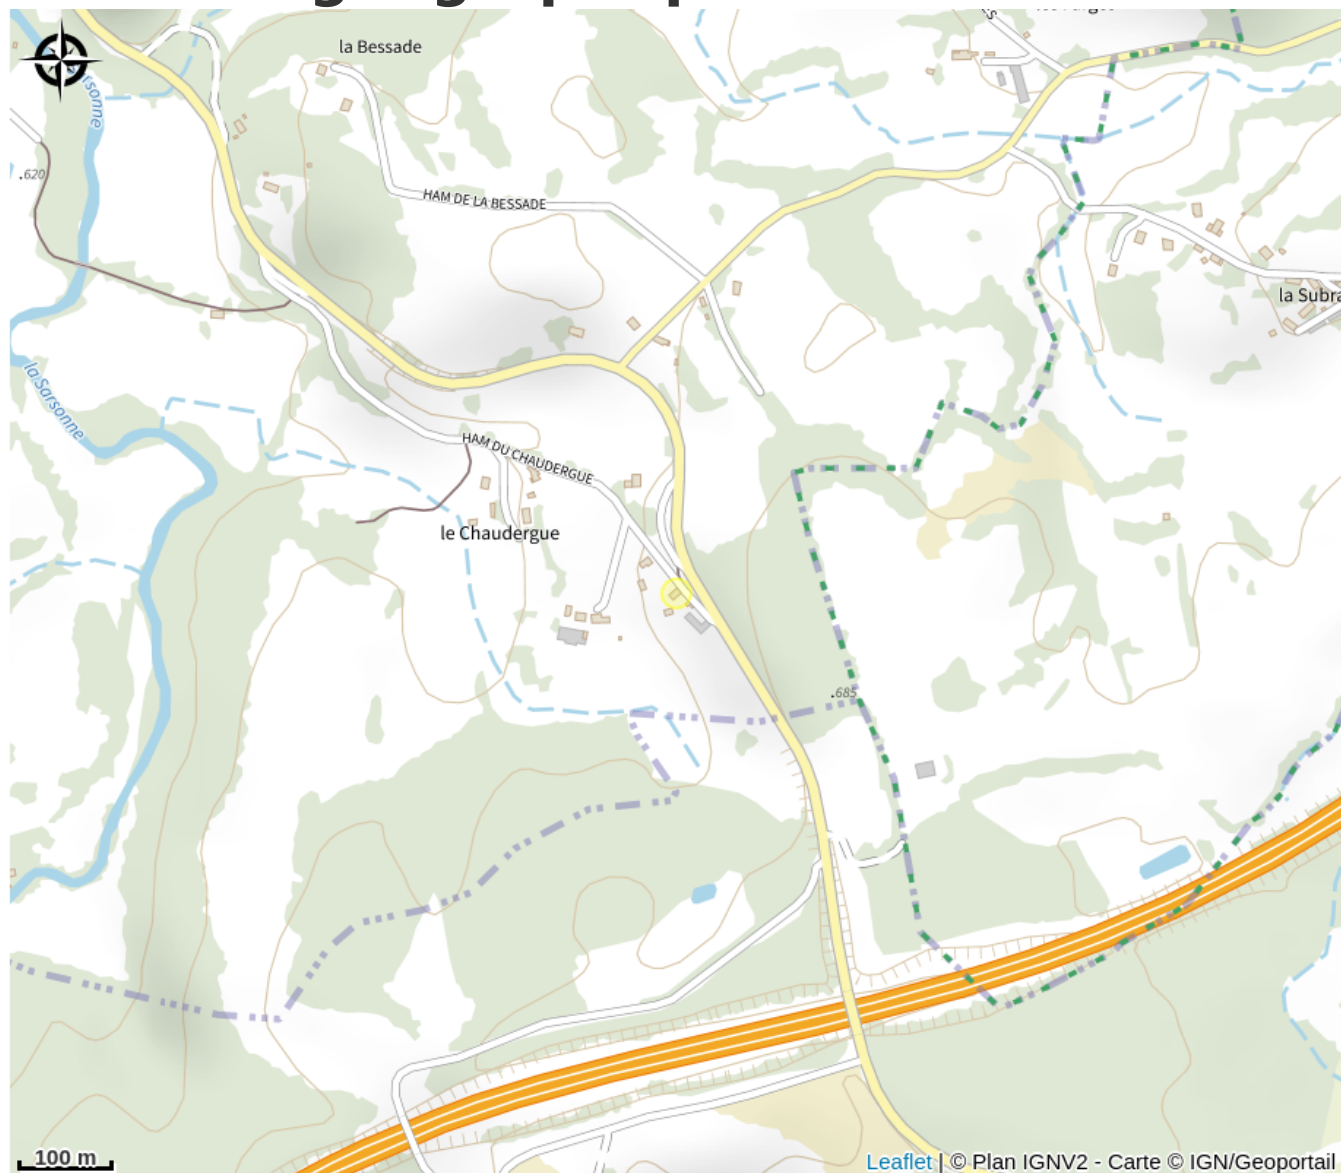 la Bessade
.620
HAM DE LA BESSADE
la Subra
la Sarsonne
HAM DU CHAUDERGUE
le Chaudergue
.685
100 m
Leaflet | © Plan IGNV2 - Carte © IGN/Geoportail